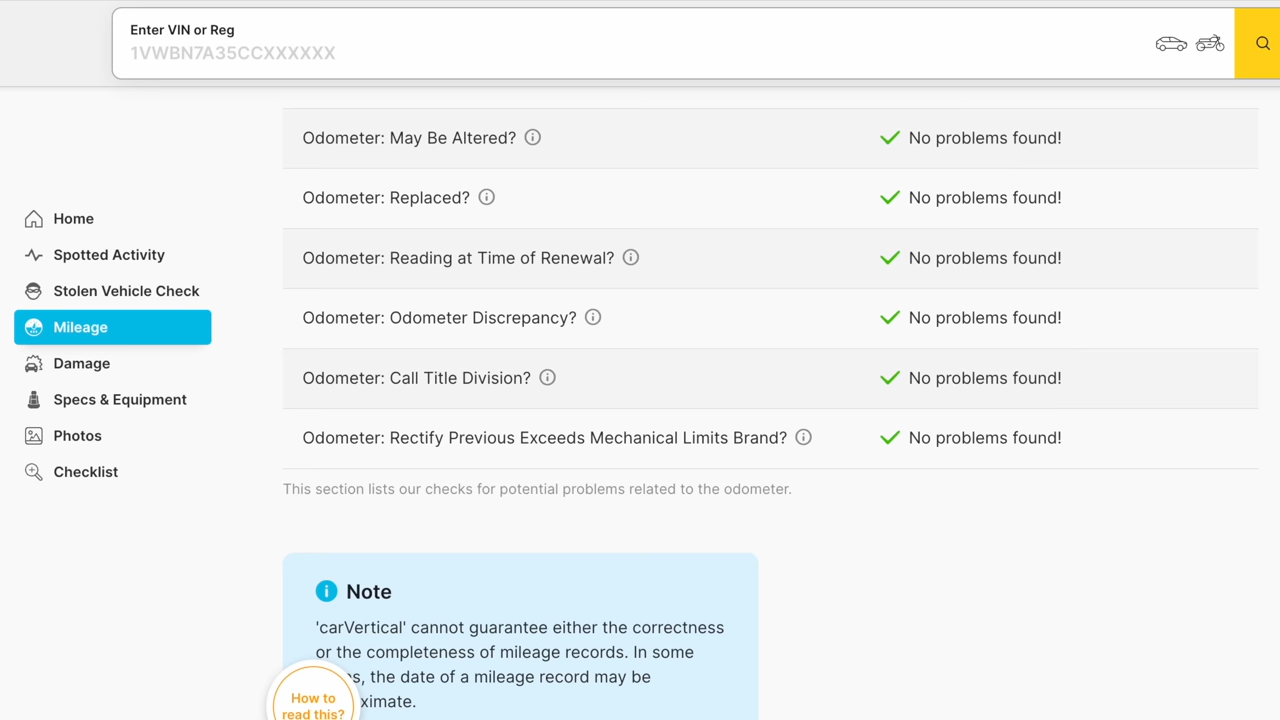 Enter VIN or Reg
1VWBN7A35CCXXXXXX
Home
Spotted Activity
Stolen Vehicle Check
Mileage
Damage
Specs & Equipment
Photos
Checklist
Odometer: May Be Altered? No problems found!
Odometer: Replaced? No problems found!
Odometer: Reading at Time of Renewal? No problems found!
Odometer: Odometer Discrepancy? No problems found!
Odometer: Call Title Division? No problems found!
Odometer: Rectify Previous Exceeds Mechanical Limits Brand? No problems found!
This section lists our checks for potential problems related to the odometer.
Note
'carVertical' cannot guarantee either the correctness
or the completeness of mileage records. In some
the date of a mileage record may be
How to
read this?